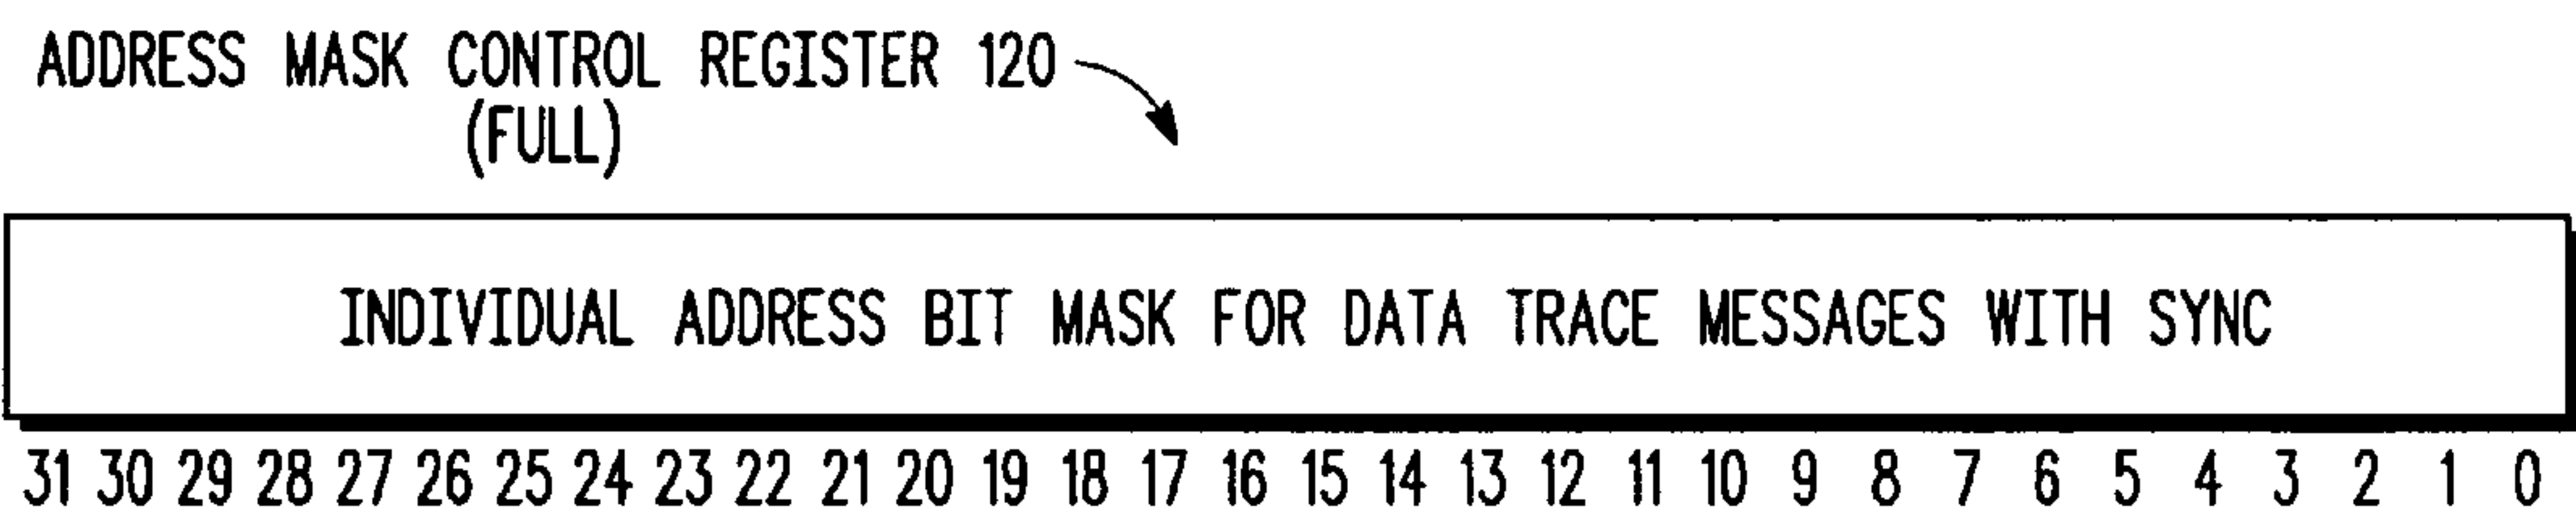 ADDRESS MASK CONTROL REGISTER 120
(FULL)
INDIVIDUAL ADDRESS BIT MASK FOR DATA TRACE MESSAGES WITH SYNC
31 30 29 28 27 26 25 24 23 22 21 20 19 18 17 16 15 14 13 12 11 10 9 8 7 6 5 4 3 2 1 0